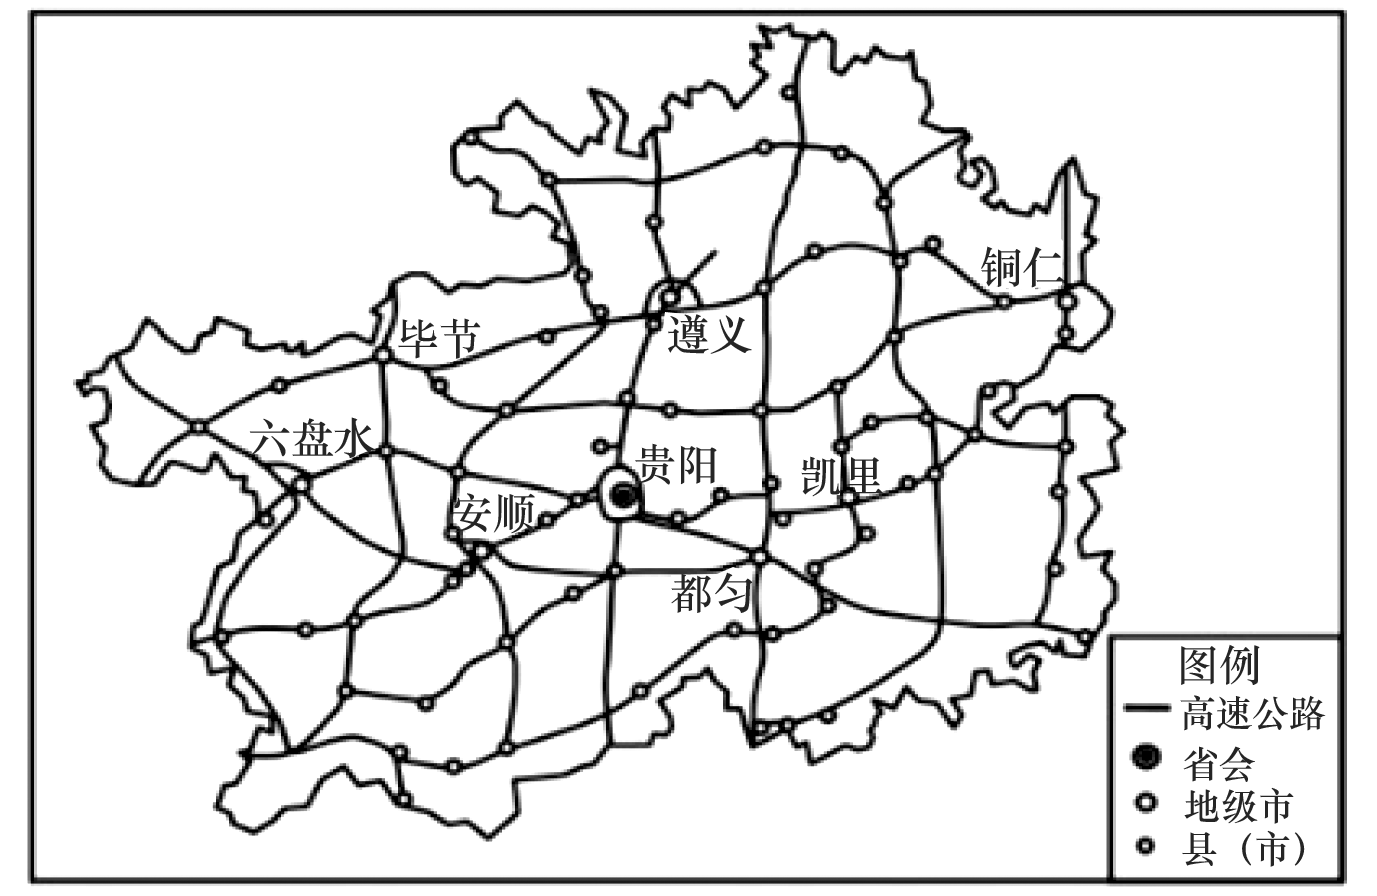 铜仁
毕节
遵义
六盘水
贵阳
凯里
安顺
都匀
图例
高速公路
省会
地级市
县（市）